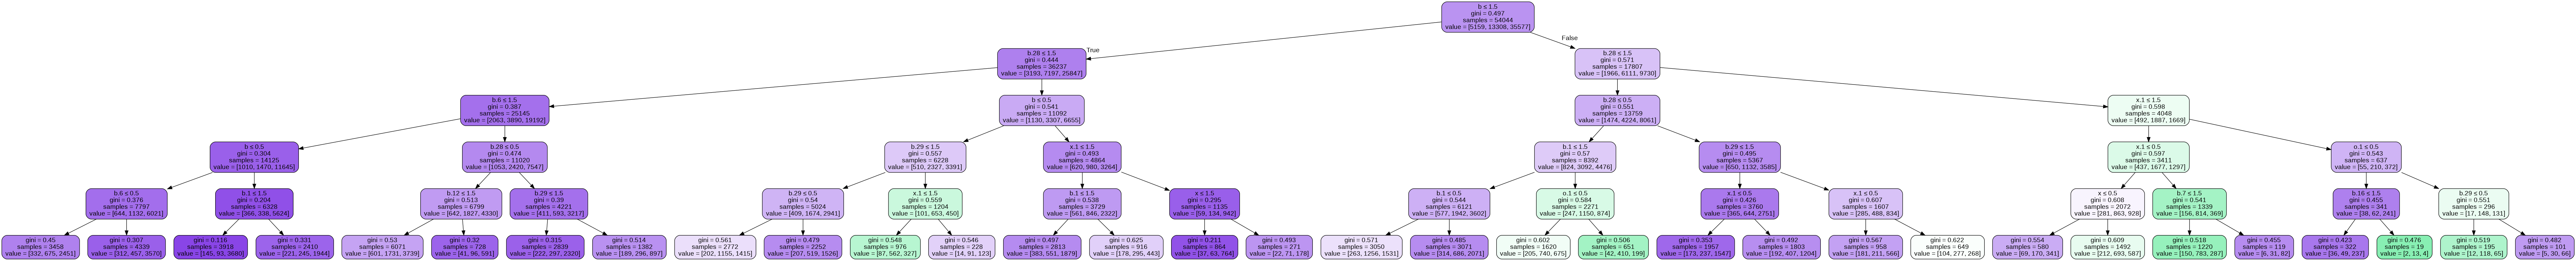 b ≤ 1.5
gini = 0.497
samples = 54044
value = [5159, 13308, 35577]
True
False
b.28 ≤ 1.5
gini = 0.444
samples = 36237
value = [3193, 7197, 25847]
b.28 ≤ 1.5
gini = 0.571
samples = 17807
value = [1966, 6111, 9730]
b.6 ≤ 1.5
gini = 0.387
samples = 25145
value = [2063, 3890, 19192]
b ≤ 0.5
gini = 0.541
samples = 11092
value = [1130, 3307, 6655]
b.28 ≤ 0.5
gini = 0.551
samples = 13759
value = [1474, 4224, 8061]
x.1 ≤ 1.5
gini = 0.598
samples = 4048
value = [492, 1887, 1669]
b ≤ 0.5
gini = 0.304
samples = 14125
value = [1010, 1470, 11645]
b.28 ≤ 0.5
gini = 0.474
samples = 11020
value = [1053, 2420, 7547]
b.29 ≤ 1.5
gini = 0.557
samples = 6228
value = [510, 2327, 3391]
x.1 ≤ 1.5
gini = 0.493
samples = 4864
value = [620, 980, 3264]
b.1 ≤ 1.5
gini = 0.57
samples = 8392
value = [824, 3092, 4476]
b.29 ≤ 1.5
gini = 0.495
samples = 5367
value = [650, 1132, 3585]
x.1 ≤ 0.5
gini = 0.597
samples = 3411
value = [437, 1677, 1297]
o.1 ≤ 0.5
gini = 0.543
samples = 637
value = [55, 210, 372]
b.6 ≤ 0.5
gini = 0.376
samples = 7797
value = [644, 1132, 6021]
b.1 ≤ 1.5
gini = 0.204
samples = 6328
value = [366, 338, 5624]
b.12 ≤ 1.5
gini = 0.513
samples = 6799
value = [642, 1827, 4330]
b.29 ≤ 1.5
gini = 0.39
samples = 4221
value = [411, 593, 3217]
b.29 ≤ 0.5
gini = 0.54
samples = 5024
value = [409, 1674, 2941]
x.1 ≤ 1.5
gini = 0.559
samples = 1204
value = [101, 653, 450]
b.1 ≤ 1.5
gini = 0.538
samples = 3729
value = [561, 846, 2322]
x ≤ 1.5
gini = 0.295
samples = 1135
value = [59, 134, 942]
b.1 ≤ 0.5
gini = 0.544
samples = 6121
value = [577, 1942, 3602]
o.1 ≤ 0.5
gini = 0.584
samples = 2271
value = [247, 1150, 874]
x.1 ≤ 0.5
gini = 0.426
samples = 3760
value = [365, 644, 2751]
x.1 ≤ 0.5
gini = 0.607
samples = 1607
value = [285, 488, 834]
x ≤ 0.5
gini = 0.608
samples = 2072
value = [281, 863, 928]
b.7 ≤ 1.5
gini = 0.541
samples = 1339
value = [156, 814, 369]
b.16 ≤ 1.5
gini = 0.455
samples = 341
value = [38, 62, 241]
b.29 ≤ 0.5
gini = 0.551
samples = 296
value = [17, 148, 131]
gini = 0.45
samples = 3458
value = [332, 675, 2451]
gini = 0.307
samples = 4339
value = [312, 457, 3570]
gini = 0.116
samples = 3918
value = [145, 93, 3680]
gini = 0.331
samples = 2410
value = [221, 245, 1944]
gini = 0.53
samples = 6071
value = [601, 1731, 3739]
gini = 0.32
samples = 728
value = [41, 96, 591]
gini = 0.315
samples = 2839
value = [222, 297, 2320]
gini = 0.514
samples = 1382
value = [189, 296, 897]
gini = 0.561
samples = 2772
value = [202, 1155, 1415]
gini = 0.479
samples = 2252
value = [207, 519, 1526]
gini = 0.548
samples = 976
value = [87, 562, 327]
gini = 0.546
samples = 228
value = [14, 91, 123]
gini = 0.497
samples = 2813
value = [383, 551, 1879]
gini = 0.625
samples = 916
value = [178, 295, 443]
gini = 0.211
samples = 864
value = [37, 63, 764]
gini = 0.493
samples = 271
value = [22, 71, 178]
gini = 0.571
samples = 3050
value = [263, 1256, 1531]
gini = 0.485
samples = 3071
value = [314, 686, 2071]
gini = 0.602
samples = 1620
value = [205, 740, 675]
gini = 0.506
samples = 651
value = [42, 410, 199]
gini = 0.353
samples = 1957
value = [173, 237, 1547]
gini = 0.492
samples = 1803
value = [192, 407, 1204]
gini = 0.567
samples = 958
value = [181, 211, 566]
gini = 0.622
samples = 649
value = [104, 277, 268]
gini = 0.554
samples = 580
value = [69, 170, 341]
gini = 0.609
samples = 1492
value = [212, 693, 587]
gini = 0.518
samples = 1220
value = [150, 783, 287]
gini = 0.455
samples = 119
value = [6, 31, 82]
gini = 0.423
samples = 322
value = [36, 49, 237]
gini = 0.476
samples = 19
value = [2, 13, 4]
gini = 0.519
samples = 195
value = [12, 118, 65]
gini = 0.482
samples = 101
value = [5, 30, 66]